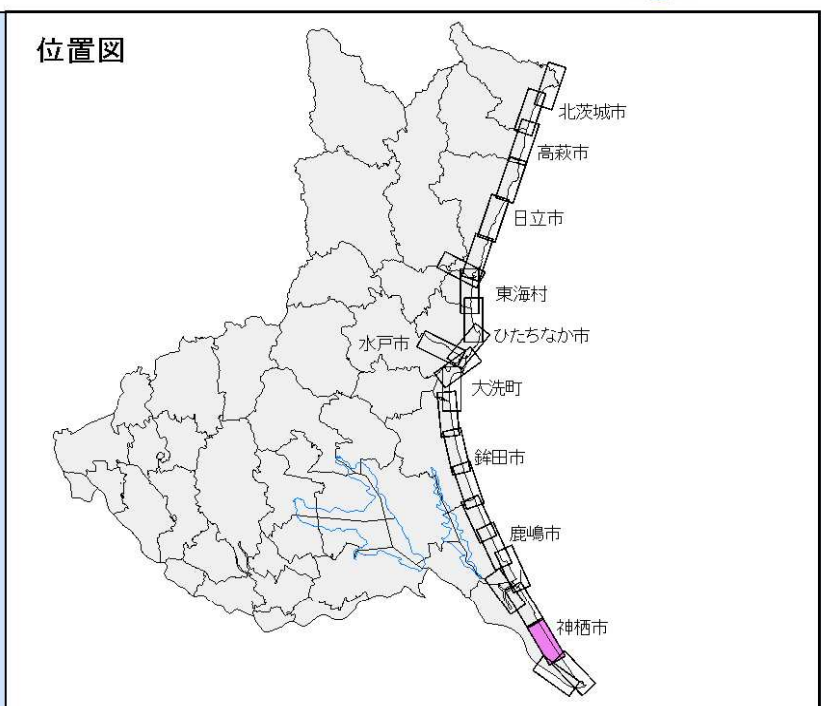 位置図
北茨城市
高萩市
日立市
東海村
ひたちなか市
水戸市
大洗町
鉾田市
鹿嶋市
神栖市